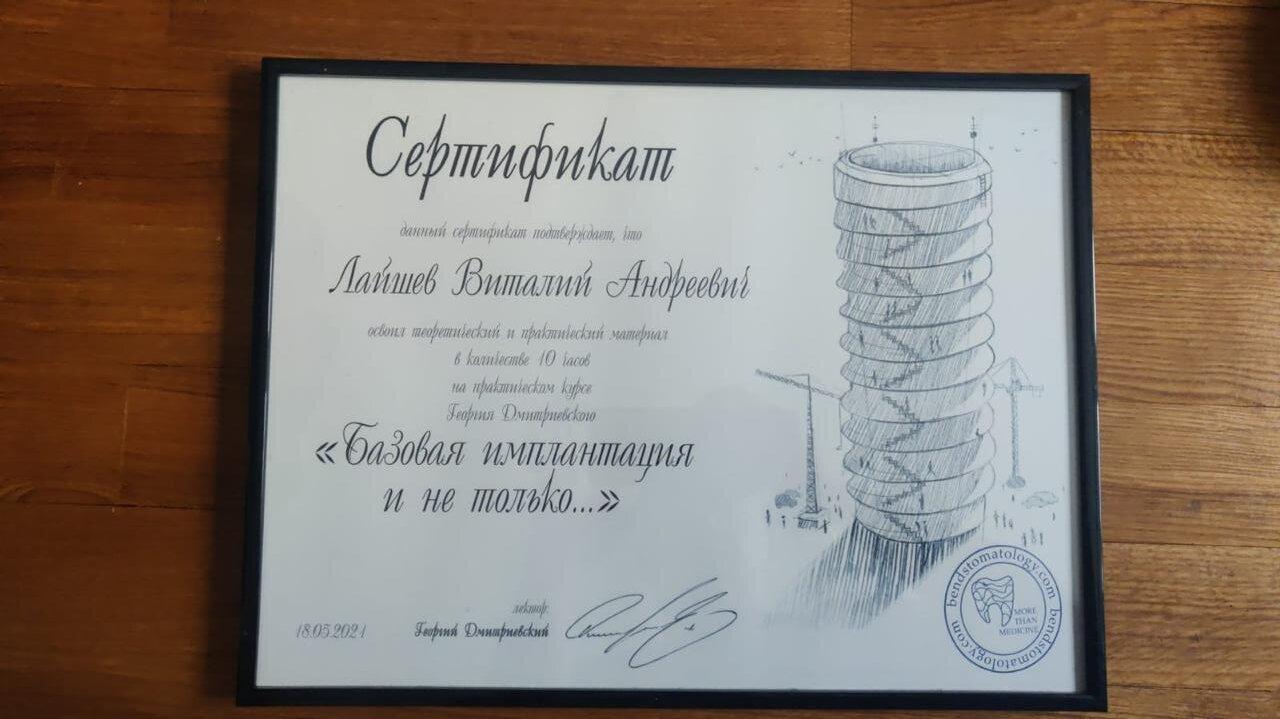 Сертификат
данный сертификат подтверждает, что
Лайшев Виталий Андреевич
освоил теоретический и практический материал
в количестве 10 часов
на практическом курсе
Георгия Дмитриевского
«Базовая имплантация
и не только...»
лектор:
18.05.2021 Георгий Дмитриевский
bendstomatology.com bendstomatology.com
MORE
THAN
MEDICINE